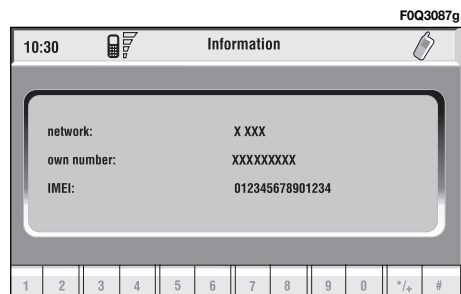 F0Q3087g
10:30 Information
network: X XXX
own number: XXXXXXXXX
IMEI: 012345678901234
1 2 3 4 5 6 7 8 9 0 */+ #